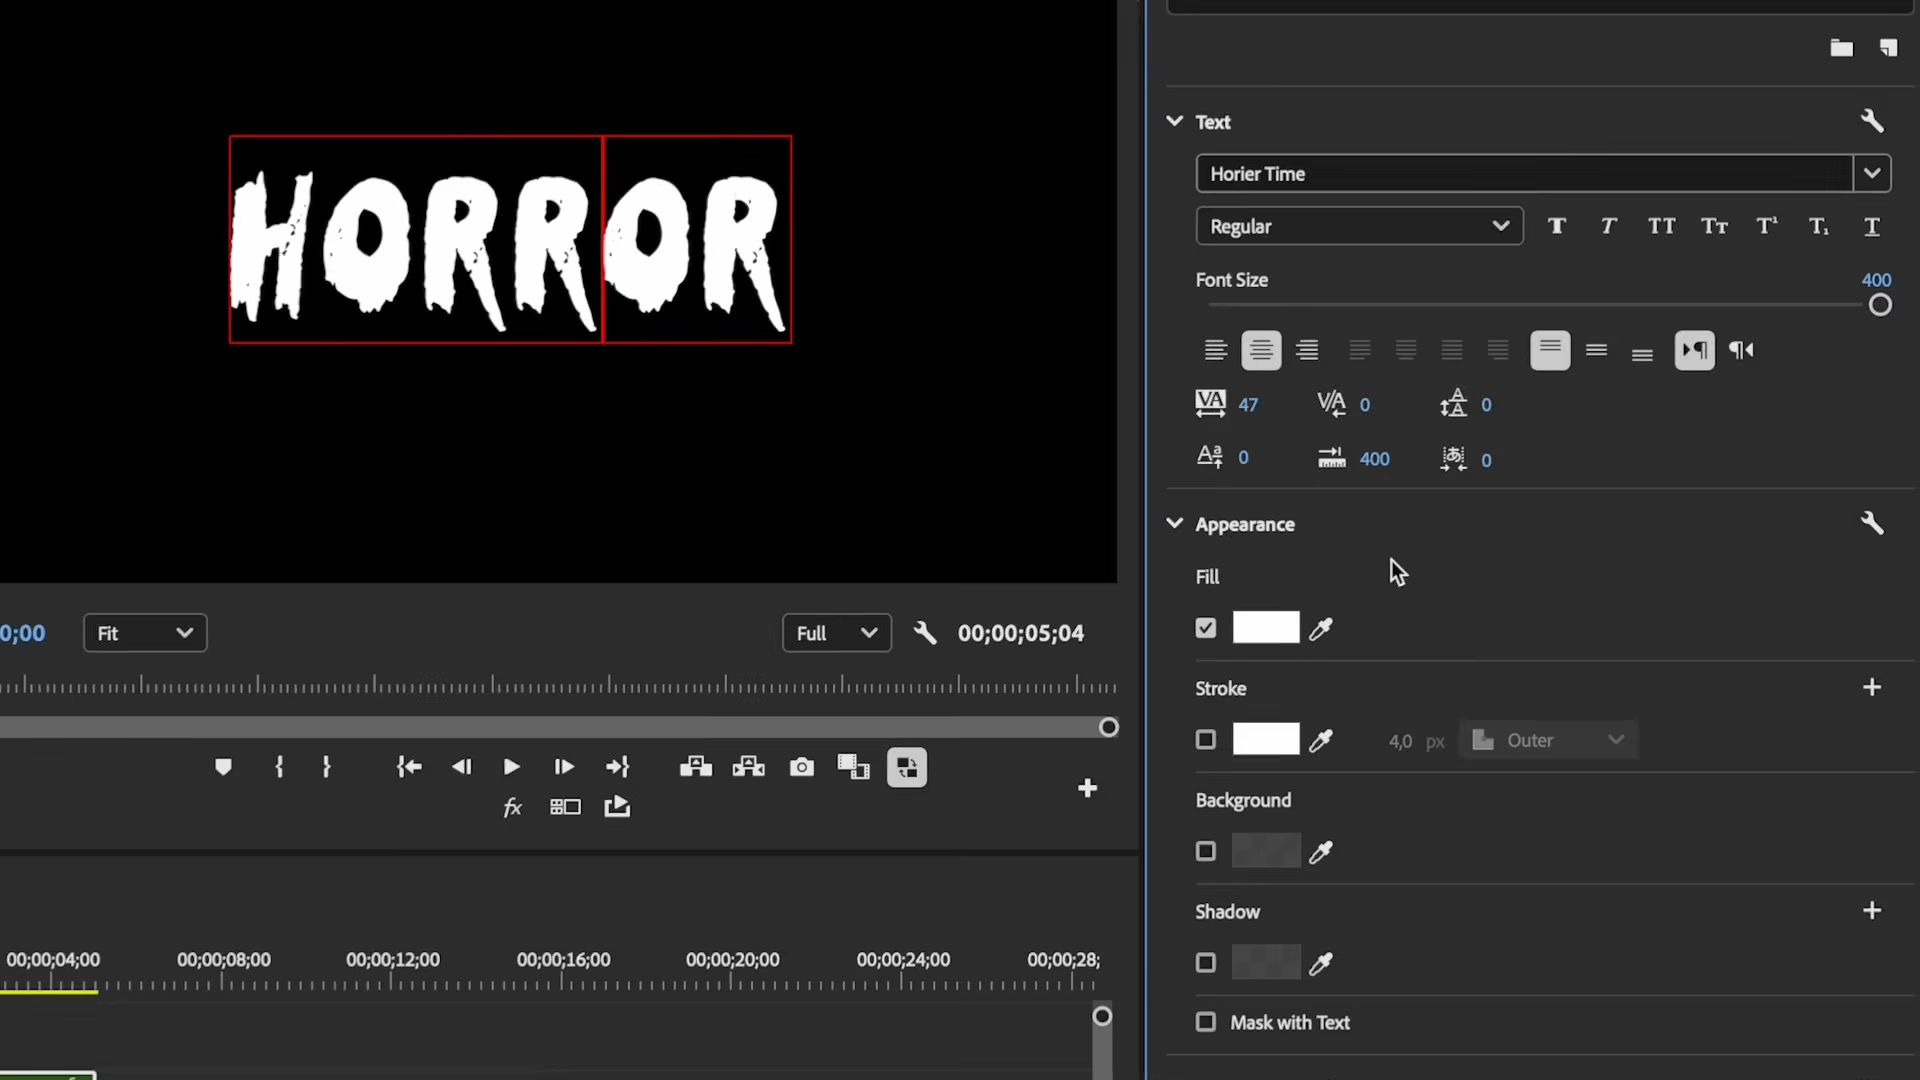 Text
Horier Time
HORROR
Regular
Font Size
400
47
0
0
0
400
0
Appearance
Fill
0;00
Fit
Full
00;00;05;04
Stroke
4,0 px
Outer
Background
Shadow
00;00;04;00
00;00;08;00
00;00;12;00
00;00;16;00
00;00;20;00
00;00;24;00
00;00;28;
Mask with Text